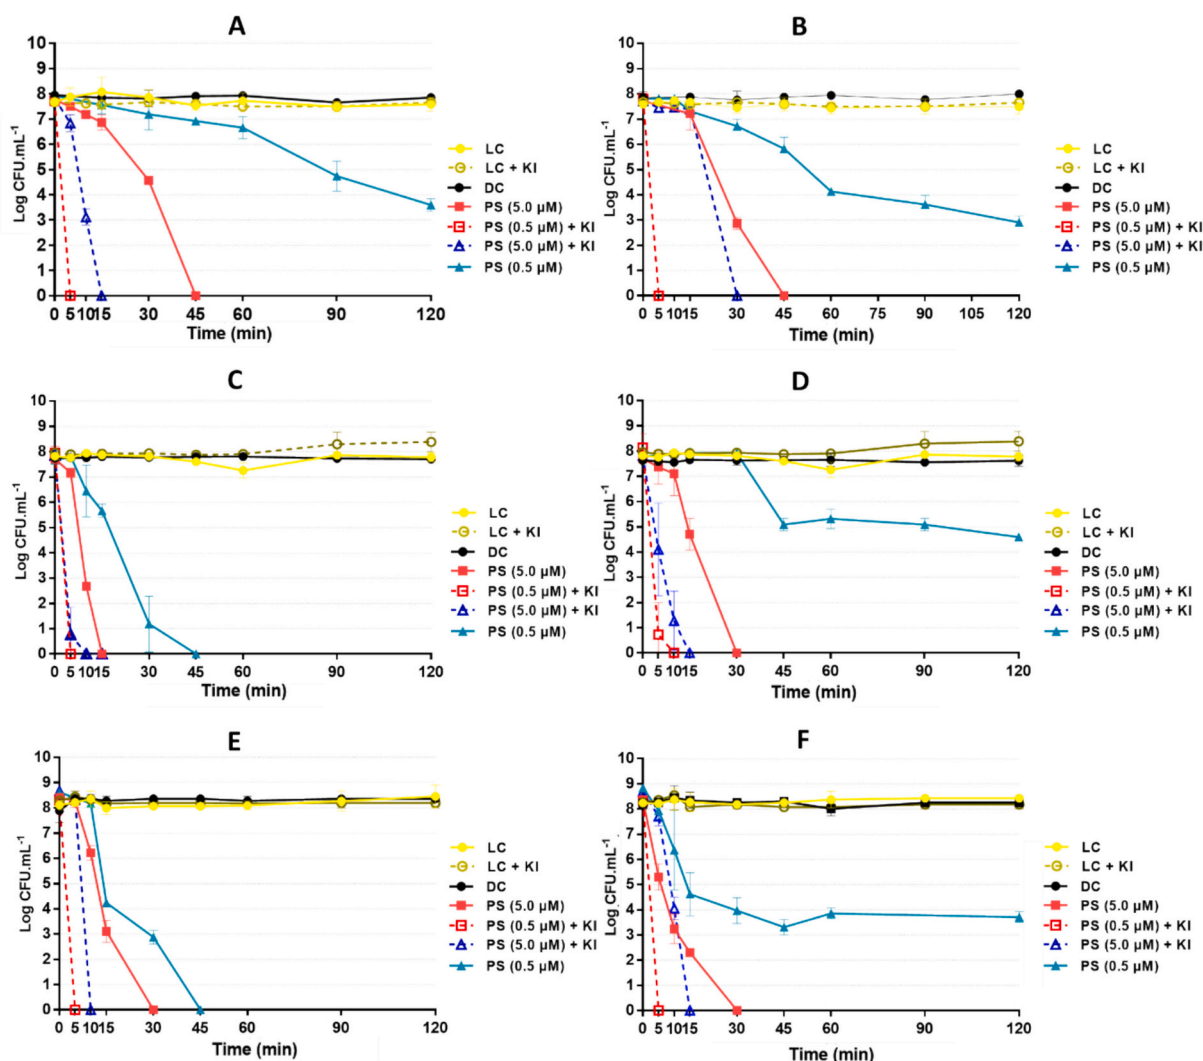 A
10
9
8
7
6
5
4
3
2
1
0
Log CFU.mL⁻¹
0 5 10 15 30 45 60 90 120
Time (min)
LC
LC + KI
DC
PS (5.0 µM)
PS (0.5 µM) + KI
PS (5.0 µM) + KI
PS (0.5 µM)
B
10
9
8
7
6
5
4
3
2
1
0
Log CFU.mL⁻¹
0 5 10 15 30 45 60 75 90 105 120
Time (min)
LC
LC + KI
DC
PS (5.0 µM)
PS (0.5 µM) + KI
PS (5.0 µM) + KI
PS (0.5 µM)
C
10
9
8
7
6
5
4
3
2
1
0
Log CFU.mL⁻¹
0 5 10 15 30 45 60 90 120
Time (min)
LC
LC + KI
DC
PS (5.0 µM)
PS (0.5 µM) + KI
PS (5.0 µM) + KI
PS (0.5 µM)
D
10
9
8
7
6
5
4
3
2
1
0
Log CFU.mL⁻¹
0 5 10 15 30 45 60 90 120
Time (min)
LC
LC + KI
DC
PS (5.0 µM)
PS (0.5 µM) + KI
PS (5.0 µM) + KI
PS (0.5 µM)
E
10
9
8
7
6
5
4
3
2
1
0
Log CFU.mL⁻¹
0 5 10 15 30 45 60 90 120
Time (min)
LC
LC + KI
DC
PS (5.0 µM)
PS (0.5 µM) + KI
PS (5.0 µM) + KI
PS (0.5 µM)
F
10
9
8
7
6
5
4
3
2
1
0
Log CFU.mL⁻¹
0 5 10 15 30 45 60 90 120
Time (min)
LC
LC + KI
DC
PS (5.0 µM)
PS (0.5 µM) + KI
PS (5.0 µM) + KI
PS (0.5 µM)